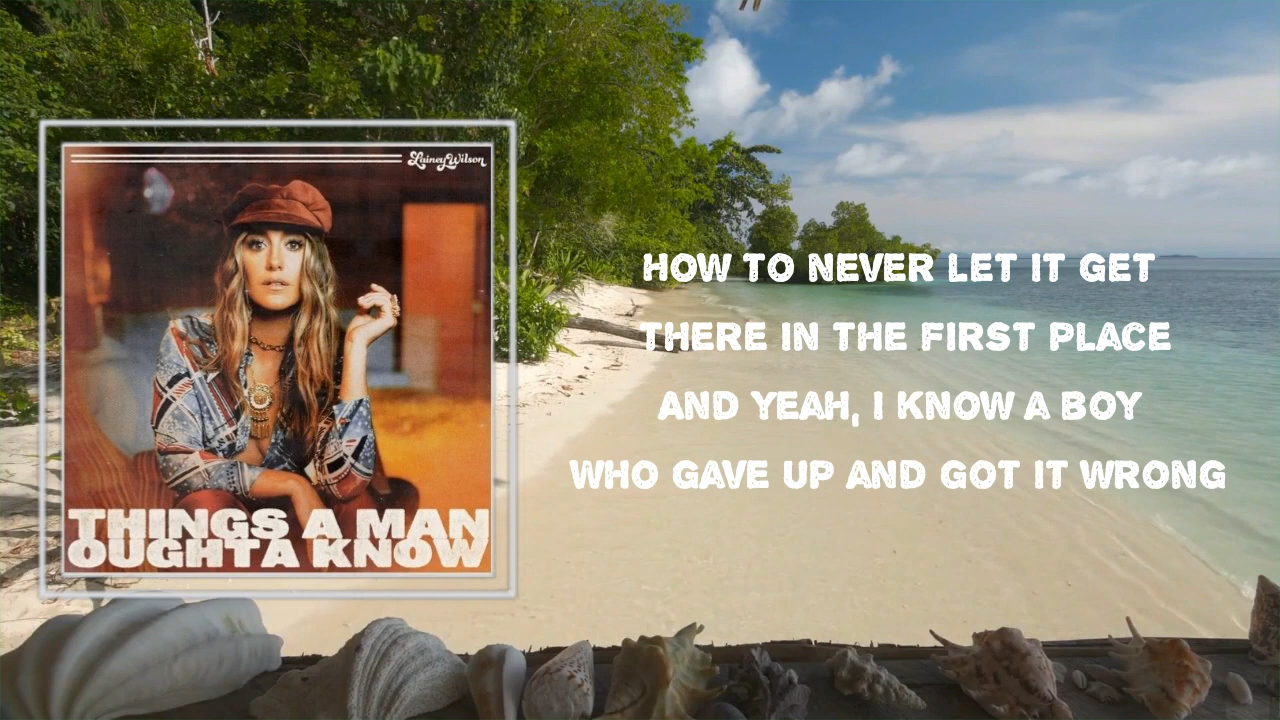 Lainey Wilson
THINGS A MAN
OUGHTA KNOW
HOW TO NEVER LET IT GET
THERE IN THE FIRST PLACE
AND YEAH, I KNOW A BOY
WHO GAVE UP AND GOT IT WRONG